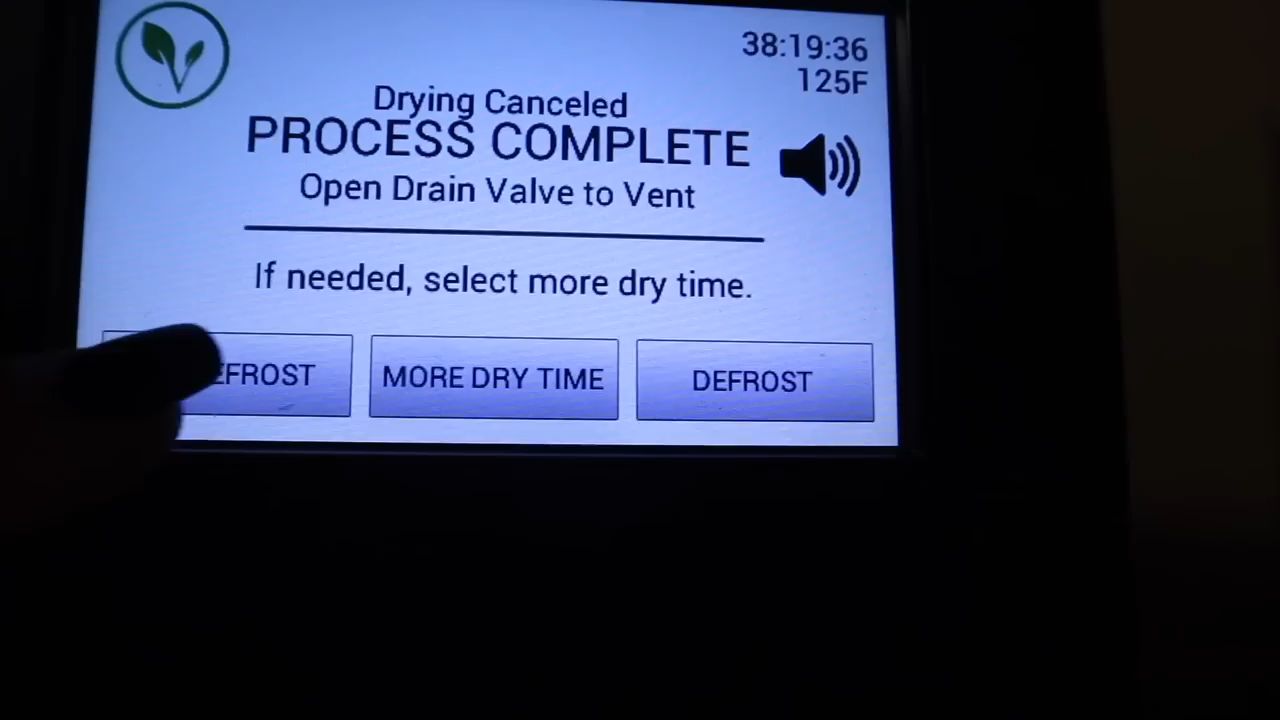 38:19:36
125F
Drying Canceled
PROCESS COMPLETE
Open Drain Valve to Vent
If needed, select more dry time.
MORE DRY TIME
DEFROST